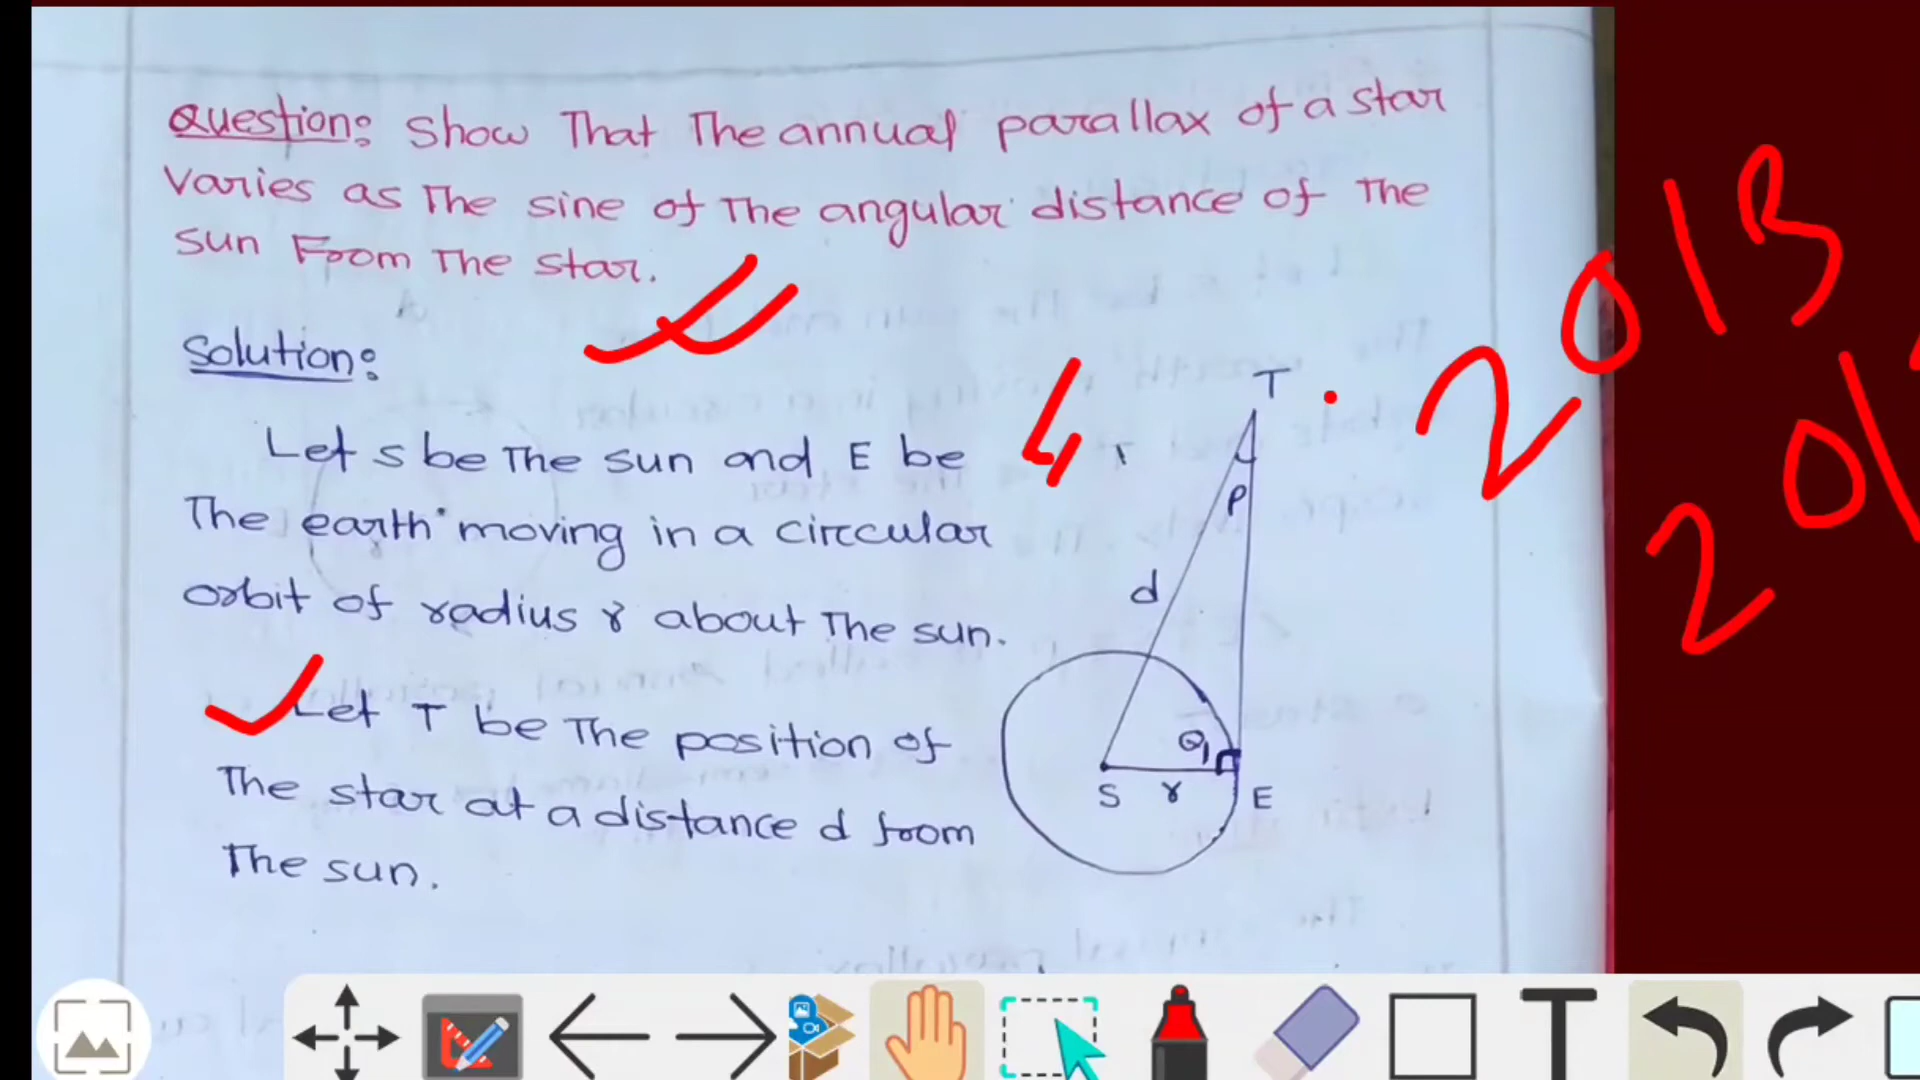 Question: Show That The annual parallax of a star
Varies as The sine of The angular distance of The
sun From The star.
Solution:
Let S be The sun and E be
The earth moving in a circular
orbit of radius r about The sun.
Let T be The position of
The star at a distance d from
The sun.
4
T
P
d
θ
S r E
2013